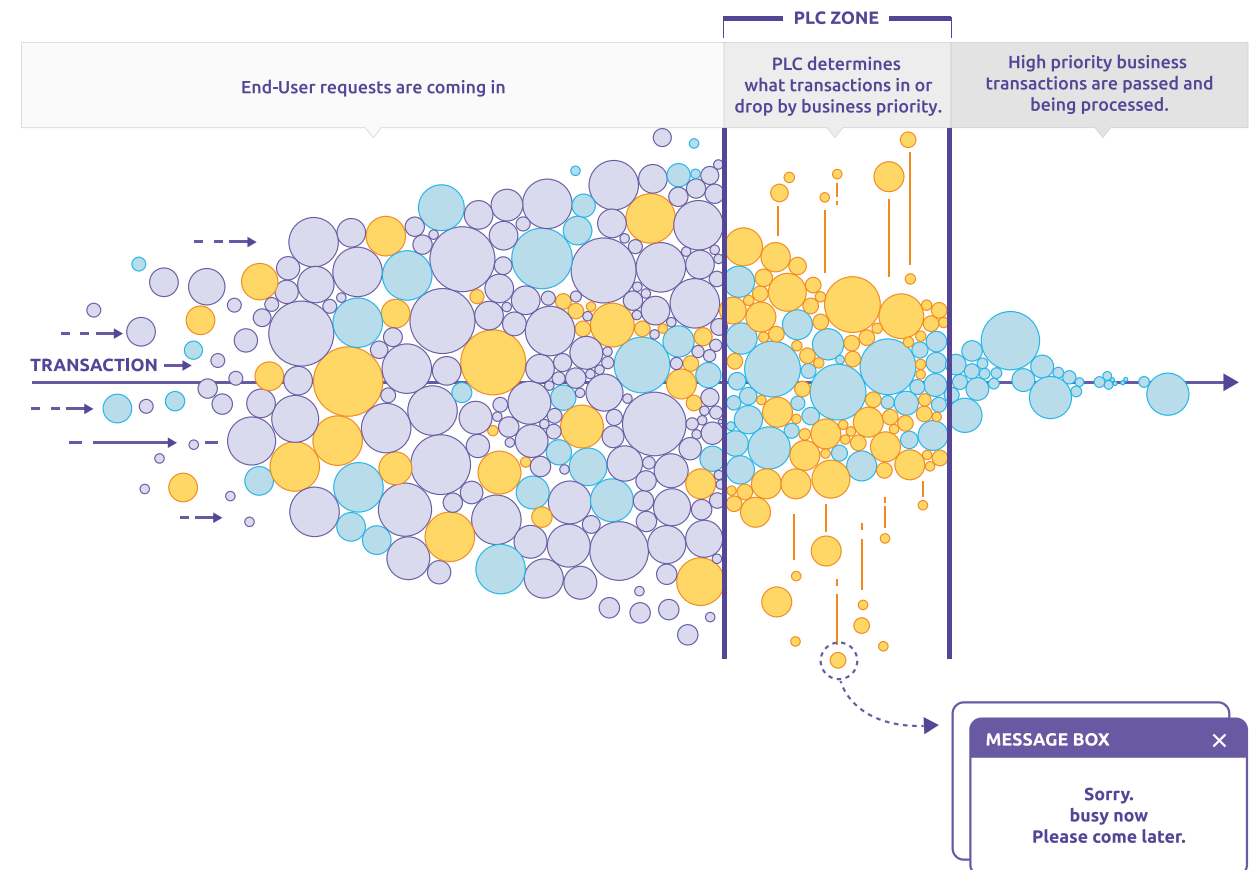 PLC ZONE
End-User requests are coming in
PLC determines
what transactions in or
drop by business priority.
High priority business
transactions are passed and
being processed.
TRANSACTION
MESSAGE BOX
Sorry.
busy now
Please come later.